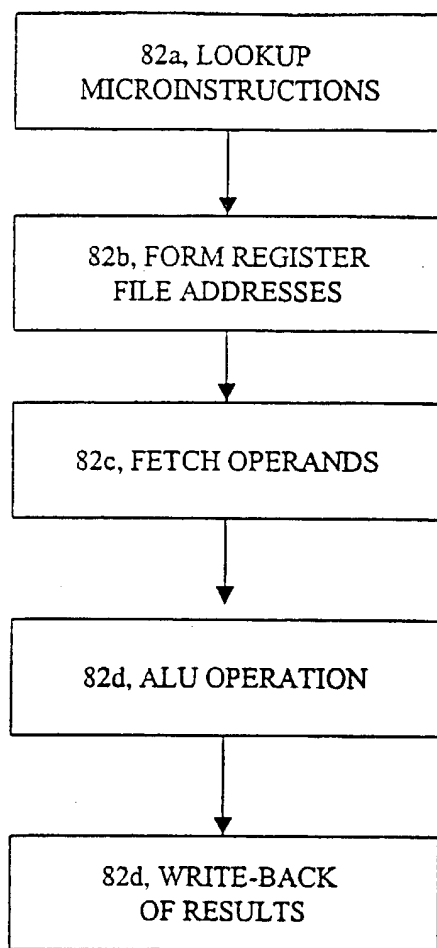 82a, LOOKUP
MICROINSTRUCTIONS
82b, FORM REGISTER
FILE ADDRESSES
82c, FETCH OPERANDS
82d, ALU OPERATION
82d, WRITE-BACK
OF RESULTS